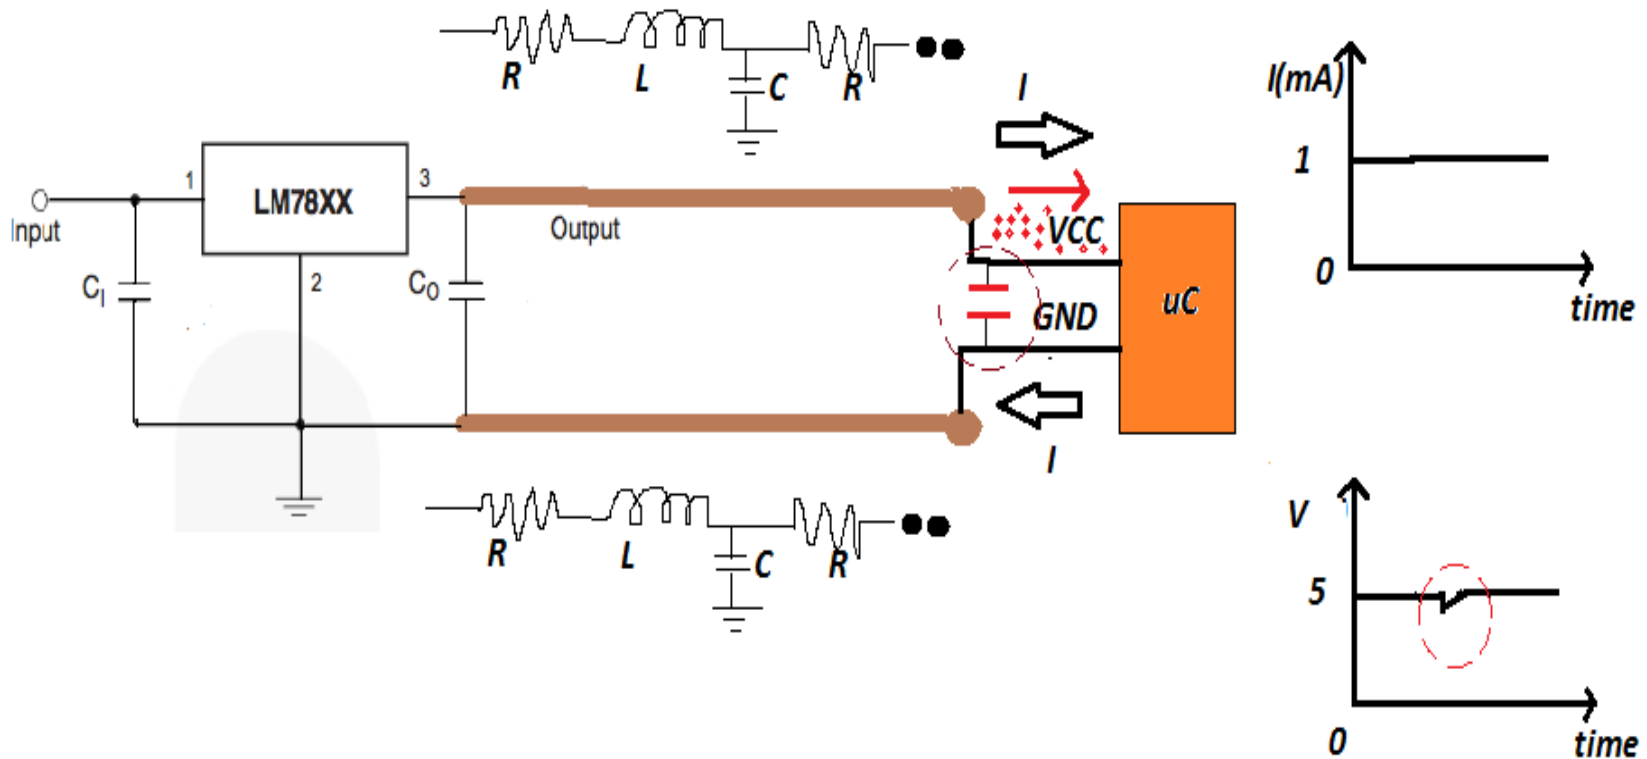 R
L
C
R
I
I(mA)
1
0
time
1
LM78XX
3
Input
Output
2
C_I
C_O
VCC
GND
uC
I
R
L
C
R
V
5
0
time